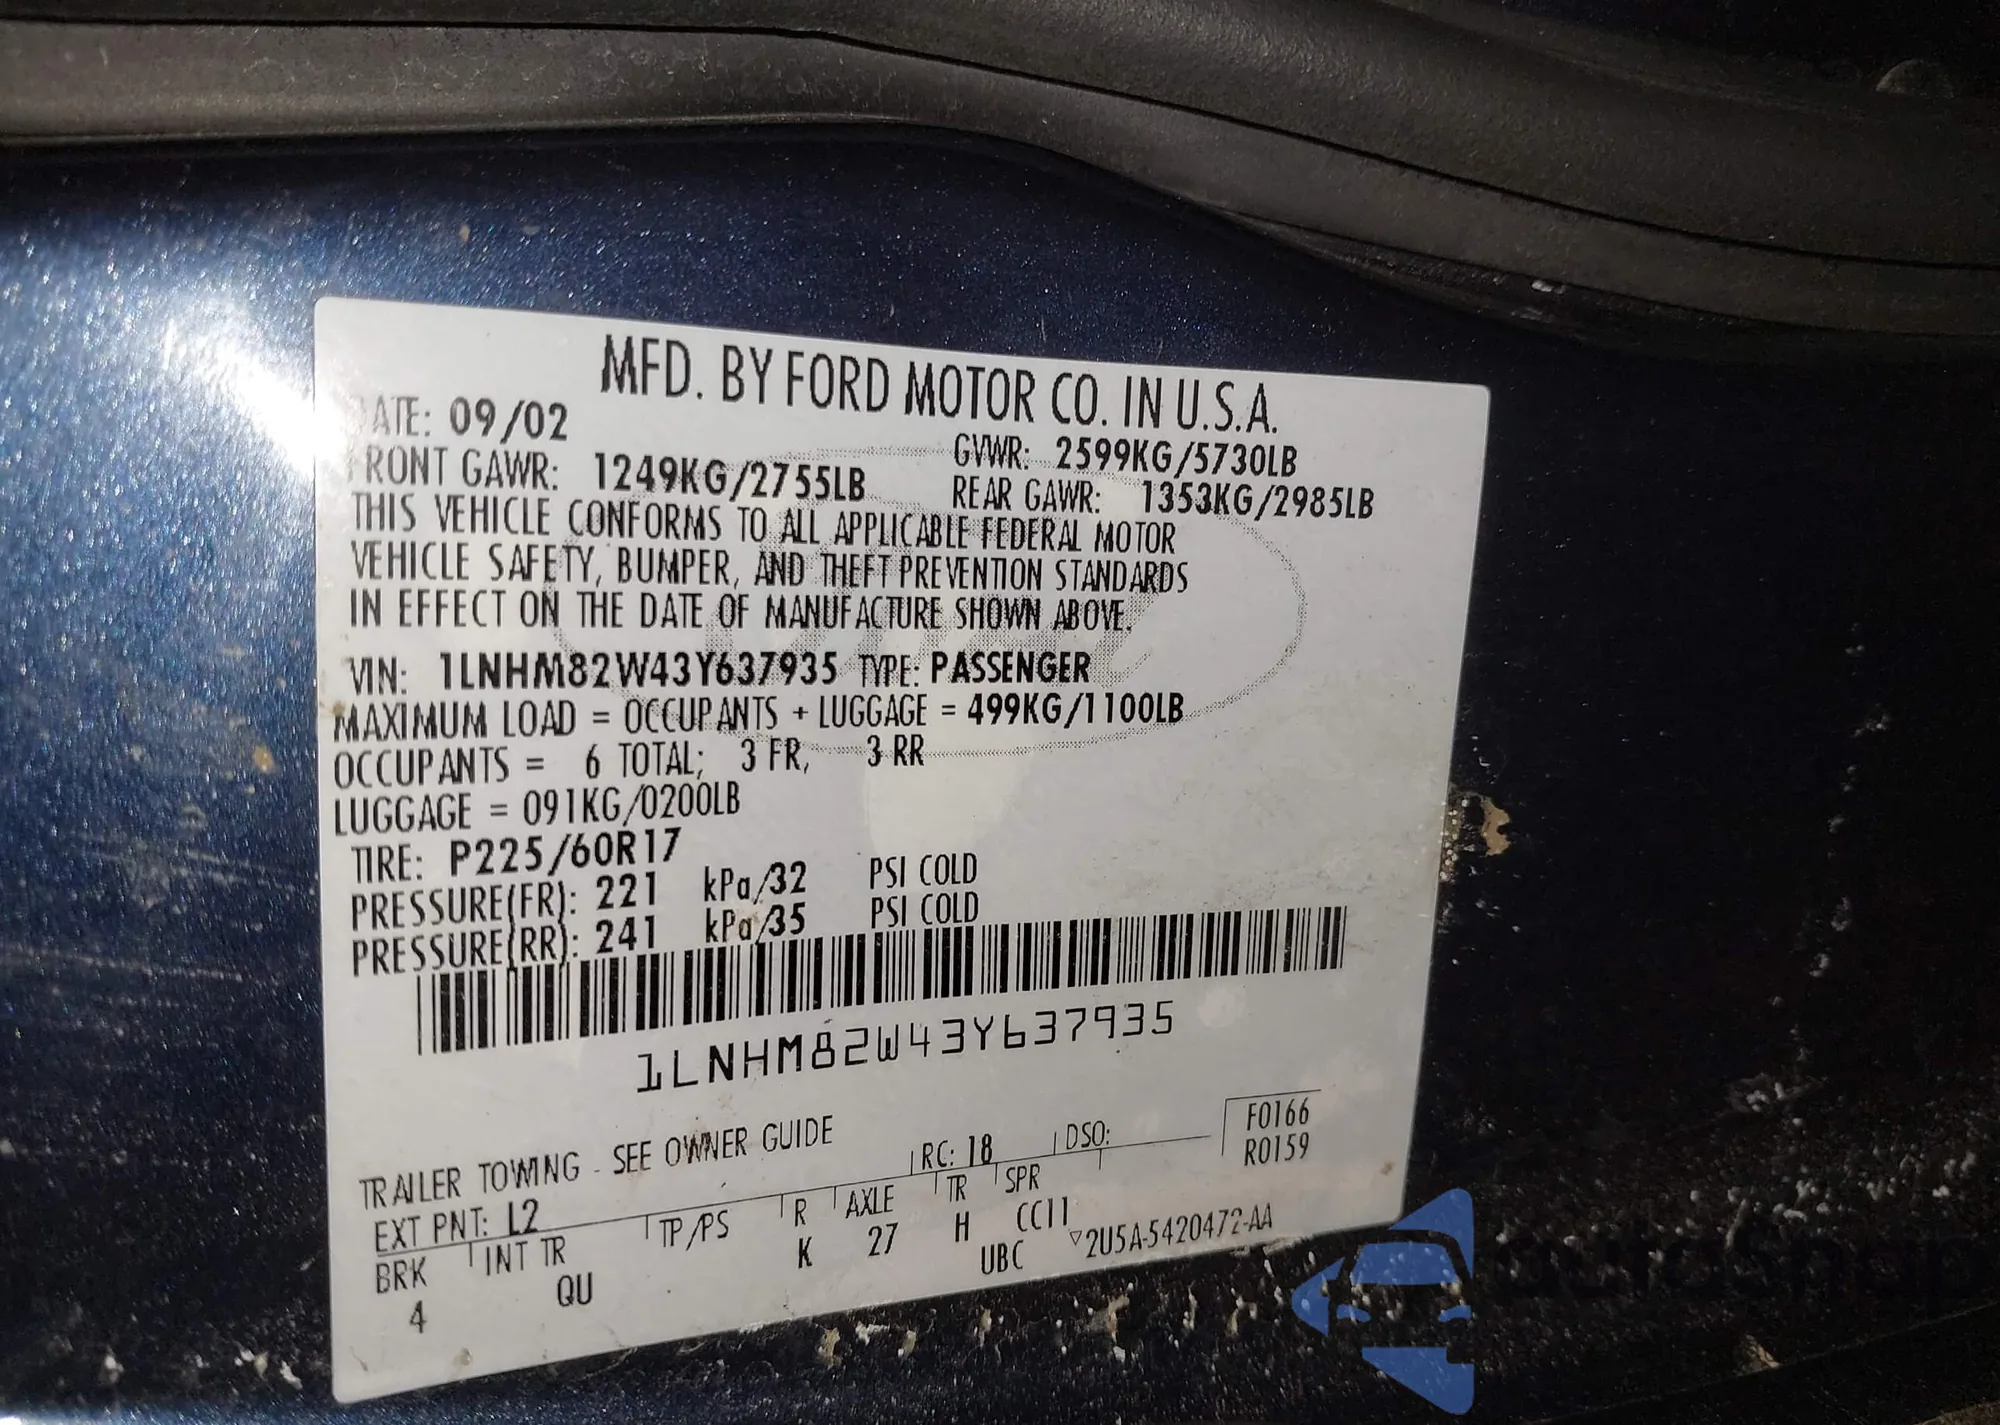 MFD. BY FORD MOTOR CO. IN U.S.A.
DATE: 09/02
GVWR: 2599KG/5730LB
FRONT GAWR: 1249KG/2755LB
REAR GAWR: 1353KG/2985LB
THIS VEHICLE CONFORMS TO ALL APPLICABLE FEDERAL MOTOR
VEHICLE SAFETY, BUMPER, AND THEFT PREVENTION STANDARDS
IN EFFECT ON THE DATE OF MANUFACTURE SHOWN ABOVE.
VIN: 1LNHM82W43Y637935 TYPE: PASSENGER
MAXIMUM LOAD = OCCUPANTS + LUGGAGE = 499KG/1100LB
OCCUPANTS = 6 TOTAL; 3 FR, 3 RR
LUGGAGE = 091KG/0200LB
TIRE: P225/60R17
PRESSURE(FR): 221 kPa/32 PSI COLD
PRESSURE(RR): 241 kPa/35 PSI COLD
1LNHM82W43Y637935
TRAILER TOWING - SEE OWNER GUIDE
EXT PNT: L2 RC: 18 DSO: F0166
R0159
BRK INT TR TP/PS R AXLE TR SPR
4 QU K 27 H CC11
UBC ▽2U5A-5420472-AA
autoSnap